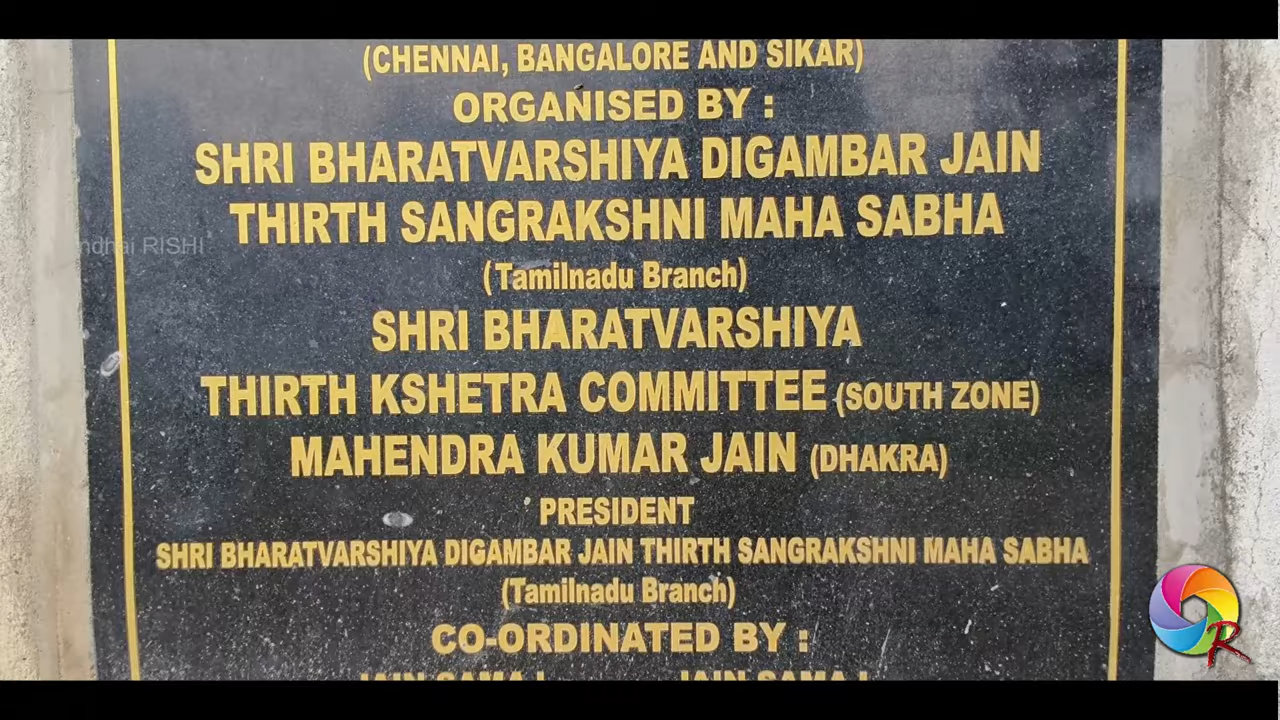 (CHENNAI, BANGALORE AND SIKAR)
ORGANISED BY :
SHRI BHARATVARSHIYA DIGAMBAR JAIN
THIRTH SANGRAKSHNI MAHA SABHA
RISHI
(Tamilnadu Branch)
SHRI BHARATVARSHIYA
THIRTH KSHETRA COMMITTEE (SOUTH ZONE)
MAHENDRA KUMAR JAIN (DHAKRA)
PRESIDENT
SHRI BHARATVARSHIYA DIGAMBAR JAIN THIRTH SANGRAKSHNI MAHA SABHA
(Tamilnadu Branch)
CO-ORDINATED BY :
R